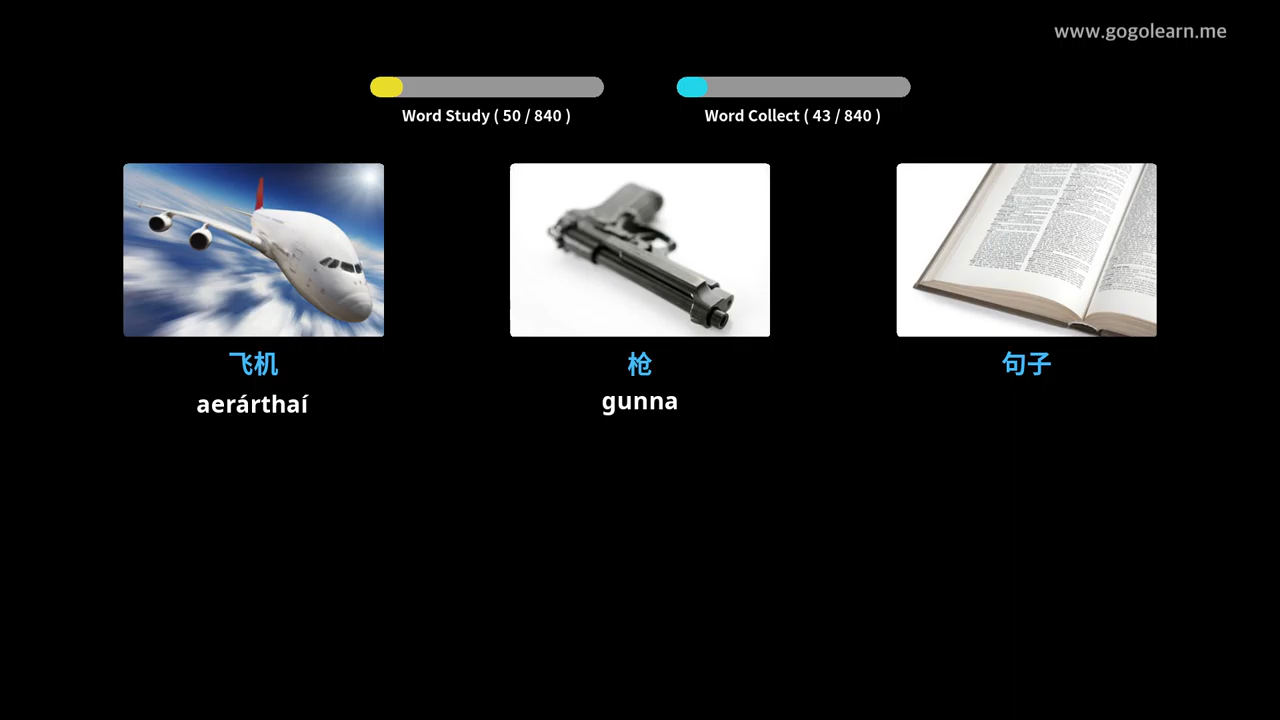 www.gogolearn.me
Word Study ( 50 / 840 )
Word Collect ( 43 / 840 )
飞机
枪
句子
aerárthaí
gunna